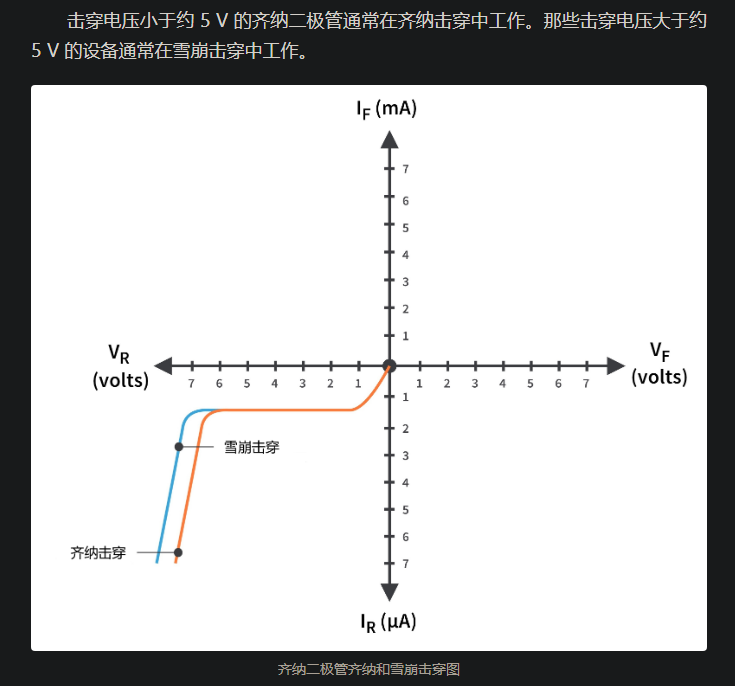 击穿电压小于约 5 V 的齐纳二极管通常在齐纳击穿中工作。那些击穿电压大于约
5 V 的设备通常在雪崩击穿中工作。
I_F (mA)
7
6
5
4
3
2
1
V_R
(volts)
7 6 5 4 3 2 1 1 2 3 4 5 6 7
V_F
(volts)
1
2
3
雪崩击穿
4
5
6
齐纳击穿
7
I_R (μA)
齐纳二极管齐纳和雪崩击穿图